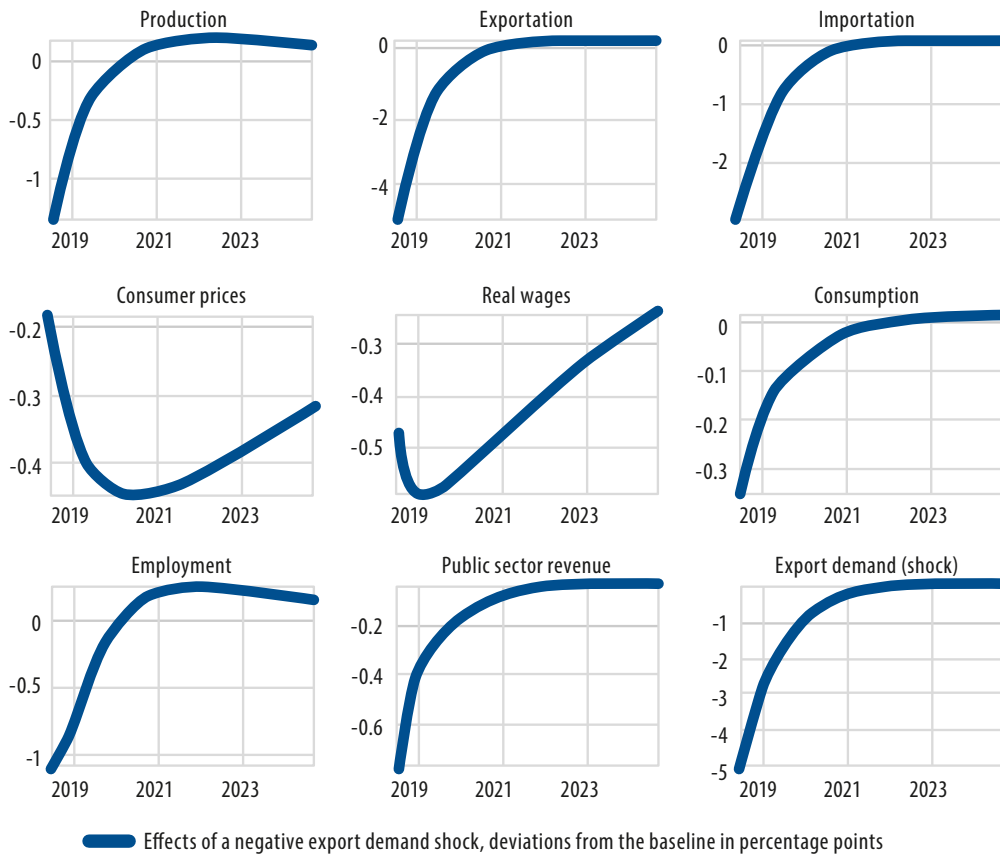 Production
0
-0.5
-1
2019 2021 2023
Exportation
0
-2
-4
2019 2021 2023
Importation
0
-1
-2
2019 2021 2023
Consumer prices
-0.2
-0.3
-0.4
2019 2021 2023
Real wages
-0.3
-0.4
-0.5
2019 2021 2023
Consumption
0
-0.1
-0.2
-0.3
2019 2021 2023
Employment
0
-0.5
-1
2019 2021 2023
Public sector revenue
-0.2
-0.4
-0.6
2019 2021 2023
Export demand (shock)
-1
-2
-3
-4
-5
2019 2021 2023
Effects of a negative export demand shock, deviations from the baseline in percentage points